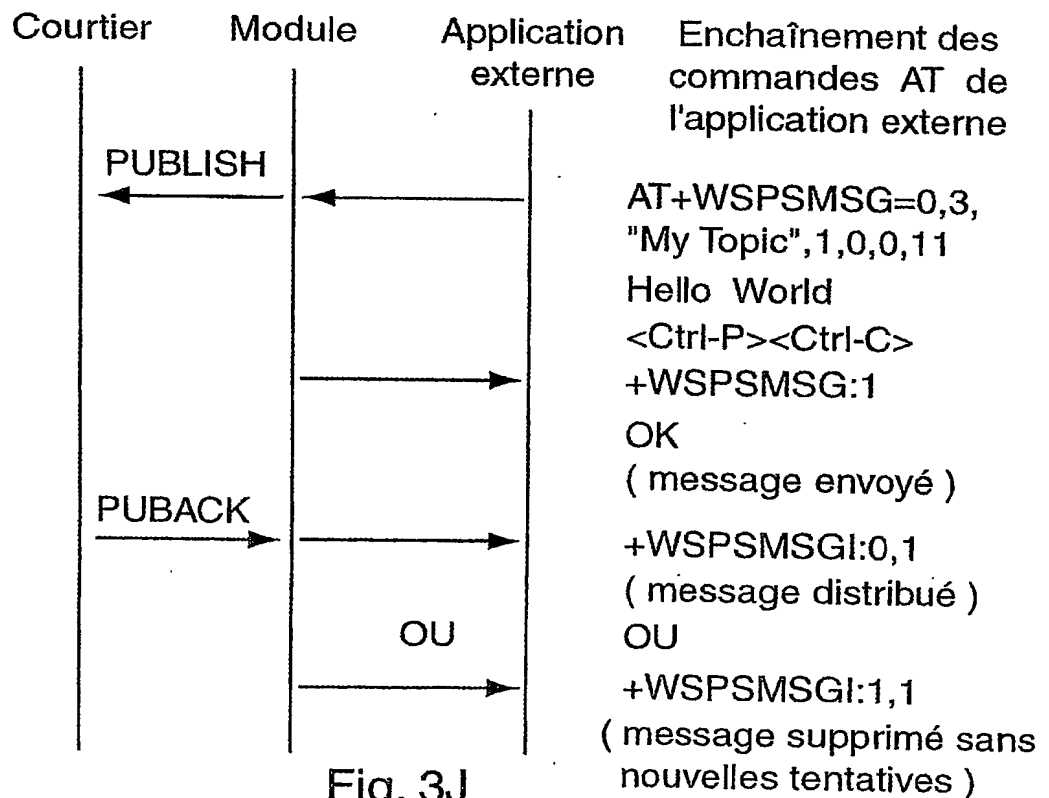 Courtier Module Application externe
Enchaînement des
commandes AT de
l'application externe
PUBLISH
AT+WSPSMSG=0,3,
"My Topic",1,0,0,11
Hello World
<Ctrl-P><Ctrl-C>
+WSPSMSG:1
OK
( message envoyé )
PUBACK
+WSPSMSGI:0,1
( message distribué )
OU
OU
+WSPSMSGI:1,1
( message supprimé sans
nouvelles tentatives )
Fig. 3J